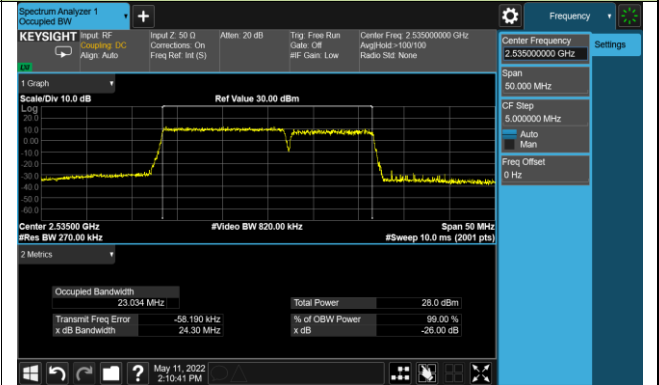 Spectrum Analyzer 1
Occupied BW
Frequency
KEYSIGHT
Input: RF
Coupling: DC
Align: Auto
Input Z: 50 Ω
Corrections: On
Freq Ref: Int (S)
Atten: 20 dB
Trig: Free Run
Gate: Off
#IF Gain: Low
Center Freq: 2.535000000 GHz
Avg|Hold:>100/100
Radio Std: None
Center Frequency
2.535000000 GHz
Settings
Span
50.000 MHz
CF Step
5.000000 MHz
Auto
Man
Freq Offset
0 Hz
1 Graph
Scale/Div 10.0 dB
Ref Value 30.00 dBm
Log
20.0
10.0
0.00
-10.0
-20.0
-30.0
-40.0
-50.0
-60.0
Center 2.53500 GHz
#Video BW 820.00 kHz
Span 50 MHz
#Res BW 270.00 kHz
#Sweep 10.0 ms (2001 pts)
2 Metrics
Occupied Bandwidth
23.034 MHz
Total Power
28.0 dBm
Transmit Freq Error
-58.190 kHz
% of OBW Power
99.00 %
x dB Bandwidth
24.30 MHz
x dB
-26.00 dB
May 11, 2022
2:10:41 PM